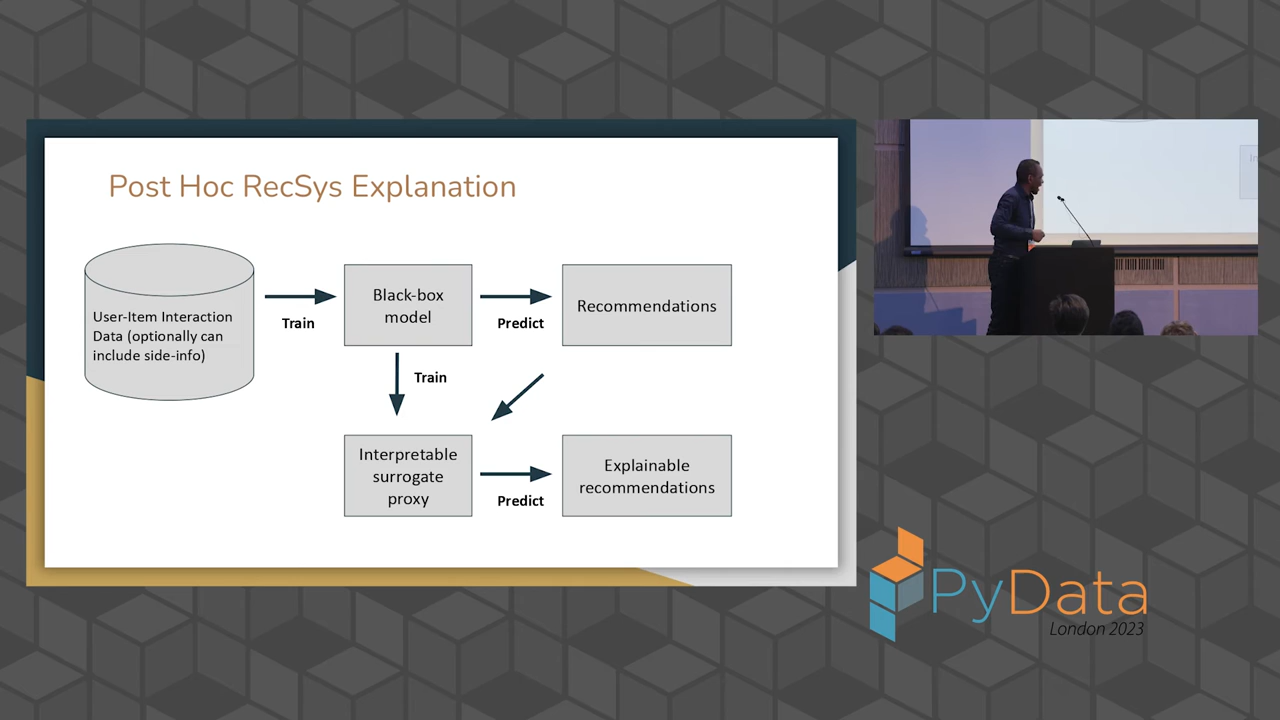 Post Hoc RecSys Explanation
User-Item Interaction
Data (optionally can
include side-info)
Train
Black-box
model
Predict
Recommendations
Train
Interpretable
surrogate
proxy
Predict
Explainable
recommendations
PyData
London 2023